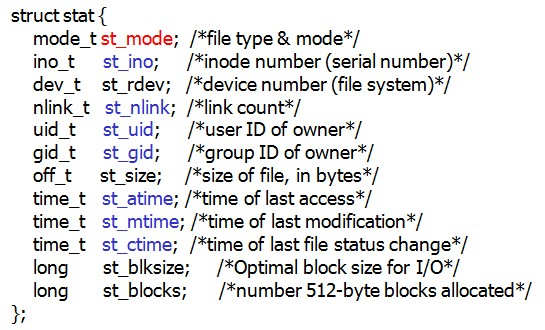 struct stat {
mode_t st_mode; /*file type & mode*/
ino_t st_ino; /*inode number (serial number)*/
dev_t st_rdev; /*device number (file system)*/
nlink_t st_nlink; /*link count*/
uid_t st_uid; /*user ID of owner*/
gid_t st_gid; /*group ID of owner*/
off_t st_size; /*size of file, in bytes*/
time_t st_atime; /*time of last access*/
time_t st_mtime; /*time of last modification*/
time_t st_ctime; /*time of last file status change*/
long st_blksize; /*Optimal block size for I/O*/
long st_blocks; /*number 512-byte blocks allocated*/
};